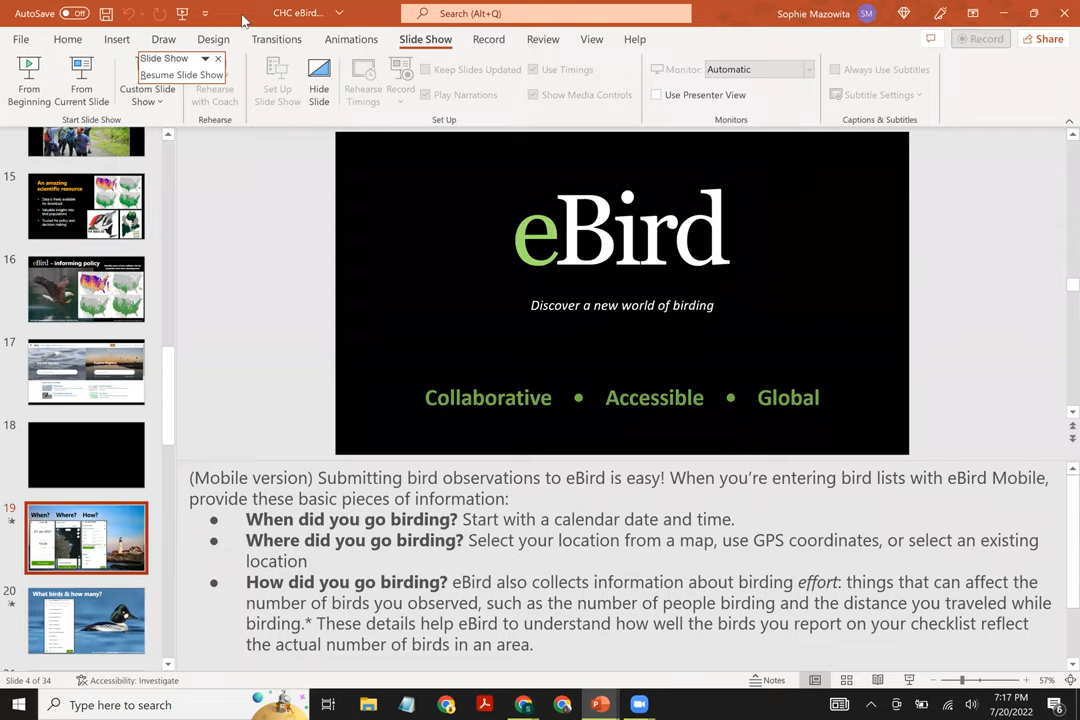 AutoSave Off CHC eBird... Search (Alt+Q) Sophie Mazowita SM
File Home Insert Draw Design Transitions Animations Slide Show Record Review View Help Record Share
Slide Show
Resume Slide Show
From Beginning
From Current Slide
Custom Slide Show
Rehearse with Coach
Set Up Slide Show
Hide Slide
Rehearse Timings
Record
Keep Slides Updated
Use Timings
Play Narrations
Show Media Controls
Monitor: Automatic
Use Presenter View
Always Use Subtitles
Subtitle Settings
Start Slide Show Rehearse Set Up Monitors Captions & Subtitles
15
An amazing
scientific resource
16
eBird - informing policy
17
18
19
When? Where? How?
20
What birds & how many?
eBird
Discover a new world of birding
Collaborative • Accessible • Global
(Mobile version) Submitting bird observations to eBird is easy! When you're entering bird lists with eBird Mobile,
provide these basic pieces of information:
● When did you go birding? Start with a calendar date and time.
● Where did you go birding? Select your location from a map, use GPS coordinates, or select an existing
location
● How did you go birding? eBird also collects information about birding effort: things that can affect the
number of birds you observed, such as the number of people birding and the distance you traveled while
birding.* These details help eBird to understand how well the birds you report on your checklist reflect
the actual number of birds in an area.
Slide 4 of 34 Accessibility: Investigate Notes 57%
Type here to search
7:17 PM
7/20/2022
6